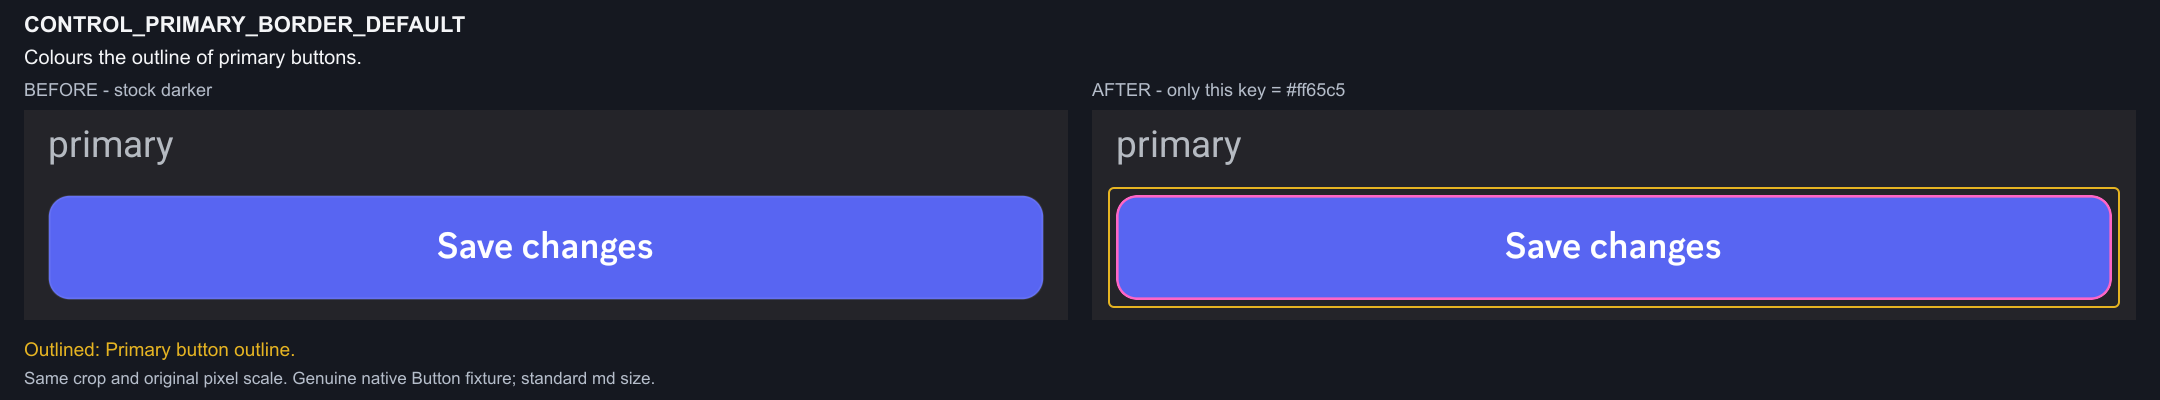 CONTROL_PRIMARY_BORDER_DEFAULT
Colours the outline of primary buttons.
BEFORE - stock darker
AFTER - only this key = #ff65c5
primary
primary
Save changes
Save changes
Outlined: Primary button outline.
Same crop and original pixel scale. Genuine native Button fixture; standard md size.